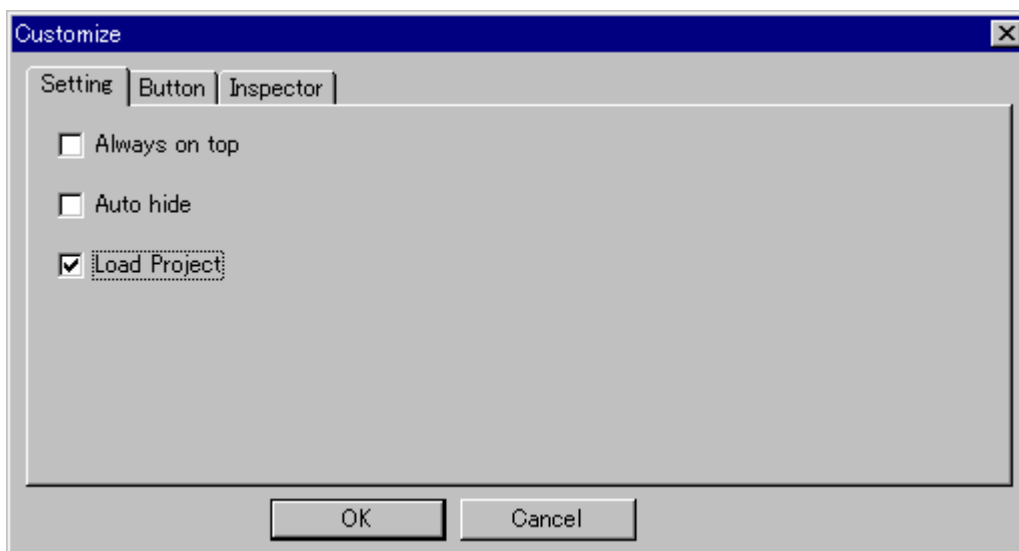 Customize
Setting Button Inspector
Always on top
Auto hide
Load Project
OK Cancel